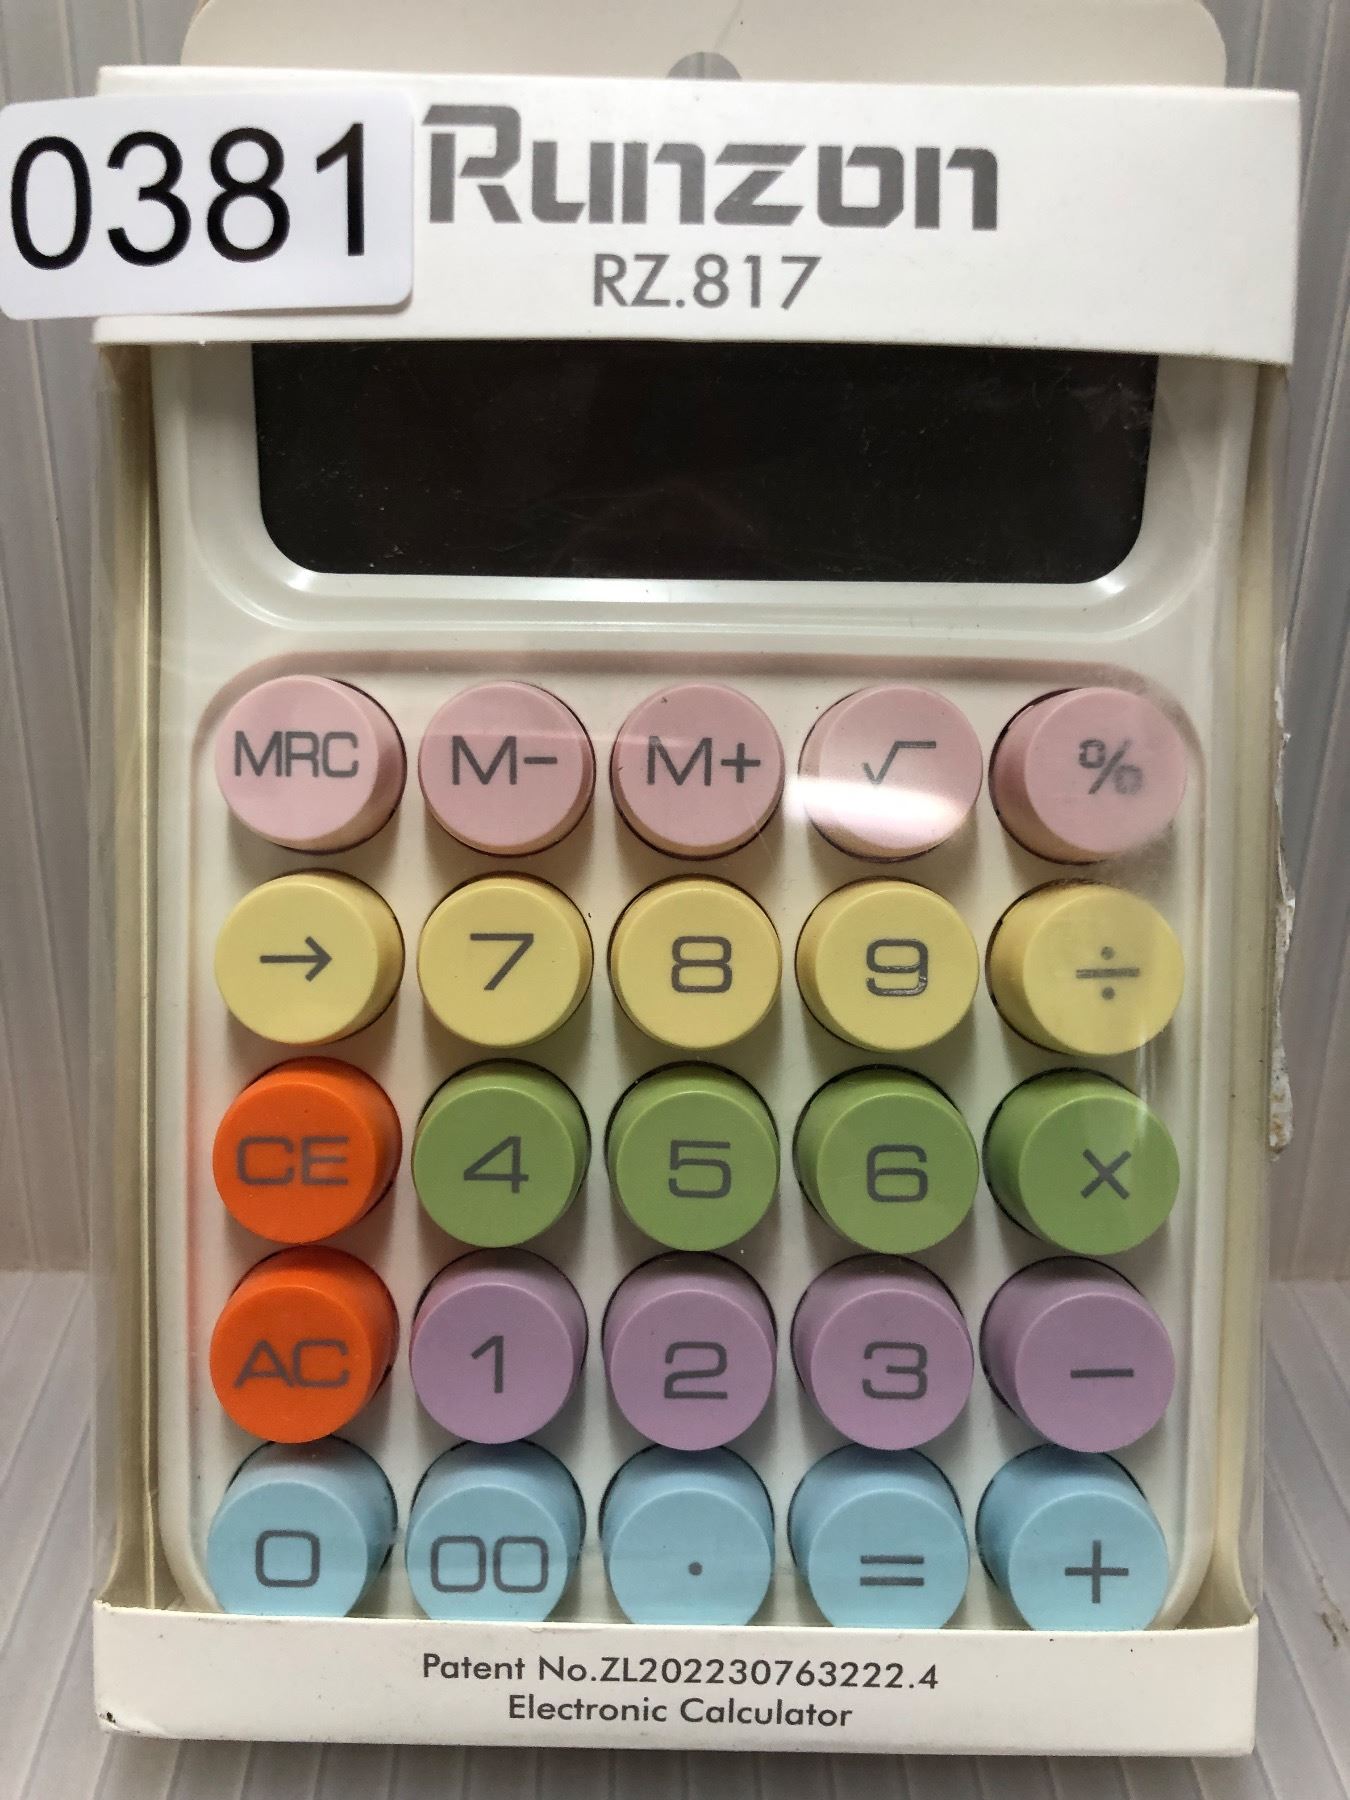 0381
Runzon
RZ.817
MRC M- M+ √ %
→ 7 8 9 ÷
CE 4 5 6 ×
AC 1 2 3 −
0 00 . = +
Patent No.ZL202230763222.4
Electronic Calculator